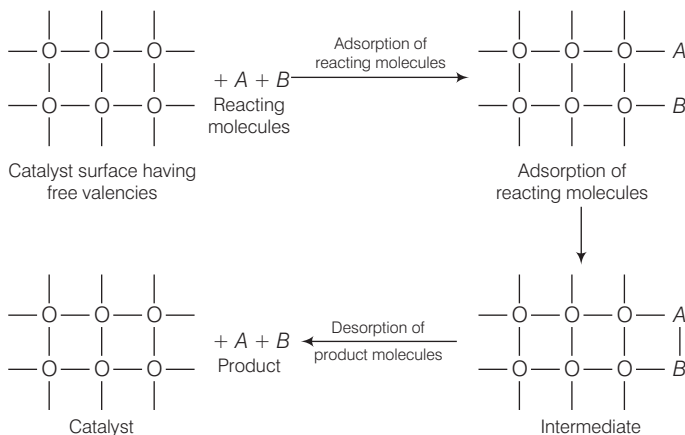 O O O A
O O O B
O O O
O O O
+ A + B
Reacting
molecules
Adsorption of
reacting molecules
Catalyst surface having
free valencies
Adsorption of
reacting molecules
O O O
O O O
+ A + B
Product
Desorption of
product molecules
O O O A
O O O B
Catalyst
Intermediate